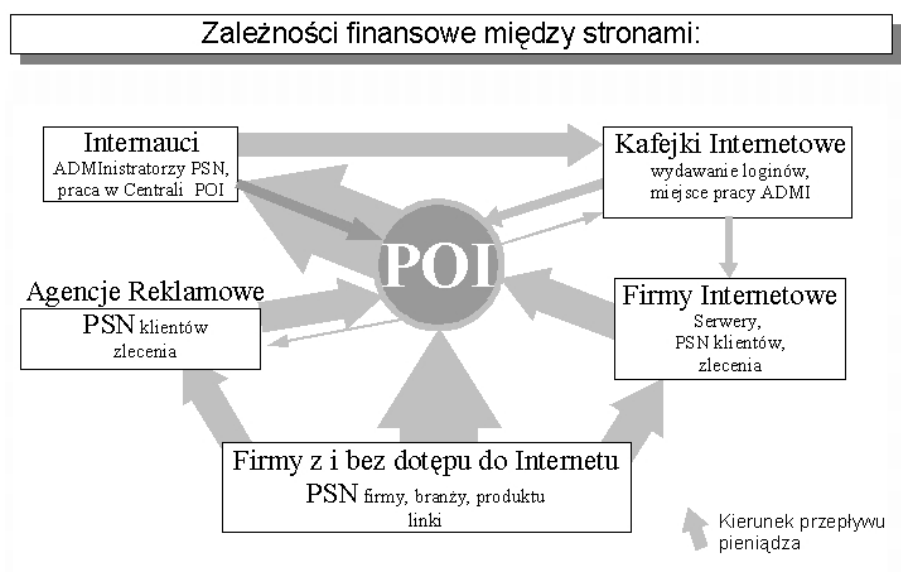 Zależności finansowe między stronami:
Internauci
ADMInistratorzy PSN,
praca w Centrali POI
Kafejki Internetowe
wydawanie loginów,
miejsce pracy ADMI
POI
Agencje Reklamowe
PSN klientów
zlecenia
Firmy Internetowe
Serwery,
PSN klientów,
zlecenia
Firmy z i bez dotępu do Internetu
PSN firmy, branży, produktu
linki
Kierunek przepływu
pieniądza